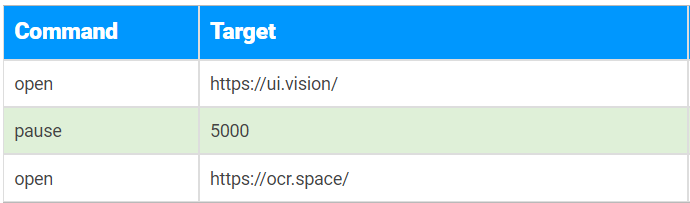 Command Target
open https://ui.vision/
pause 5000
open https://ocr.space/